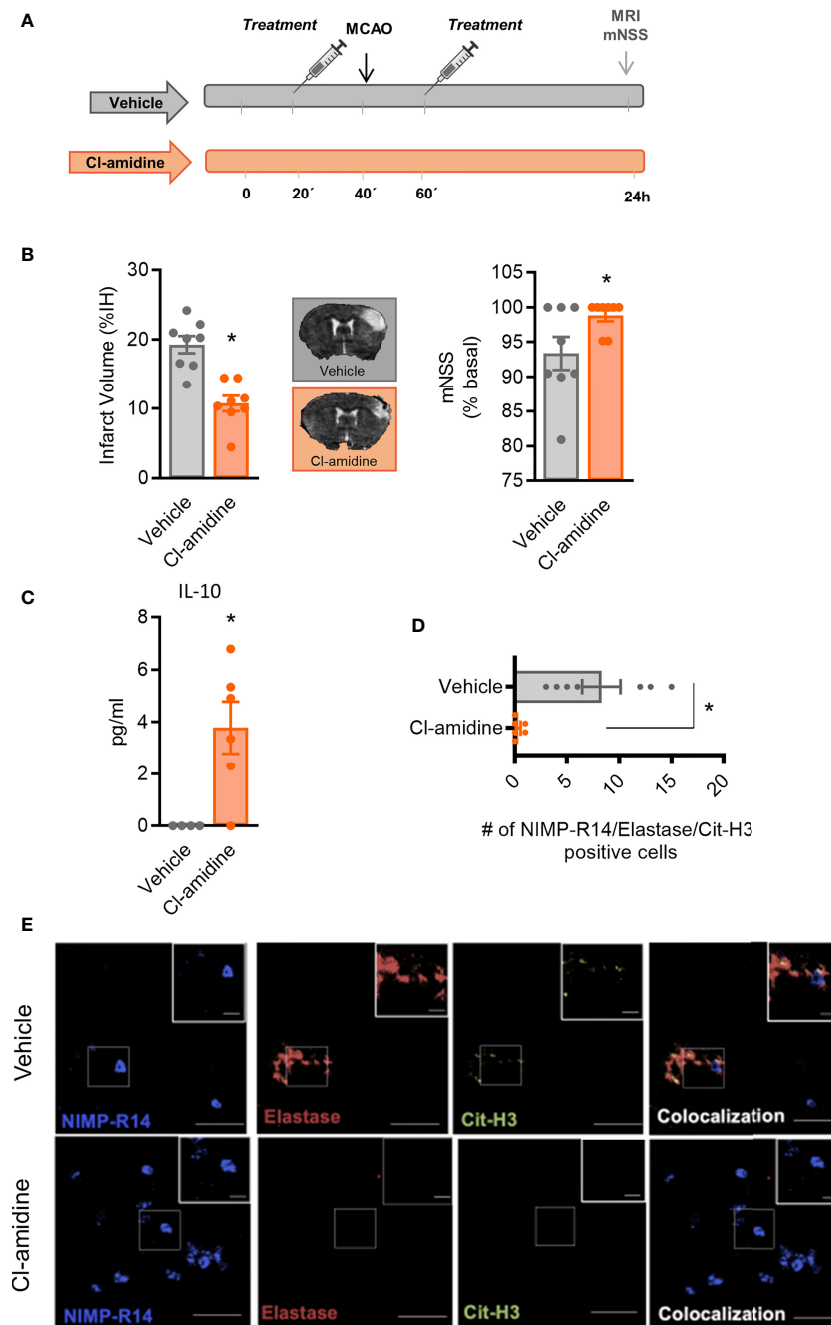 A
Treatment
MCAO
Treatment
MRI
mNSS
Vehicle
Cl-amidine
0
20´
40´
60´
24h
B
Infarct Volume (%IH)
30
20
10
0
Vehicle
Cl-amidine
Vehicle
Cl-amidine
mNSS
(% basal)
105
100
95
90
85
80
75
*
*
Vehicle
Cl-amidine
C
IL-10
pg/ml
8
6
4
2
0
*
Vehicle
Cl-amidine
D
Vehicle
Cl-amidine
*
0
5
10
15
20
# of NIMP-R14/Elastase/Cit-H3
positive cells
E
Vehicle
NIMP-R14
Elastase
Cit-H3
Colocalization
Cl-amidine
NIMP-R14
Elastase
Cit-H3
Colocalization